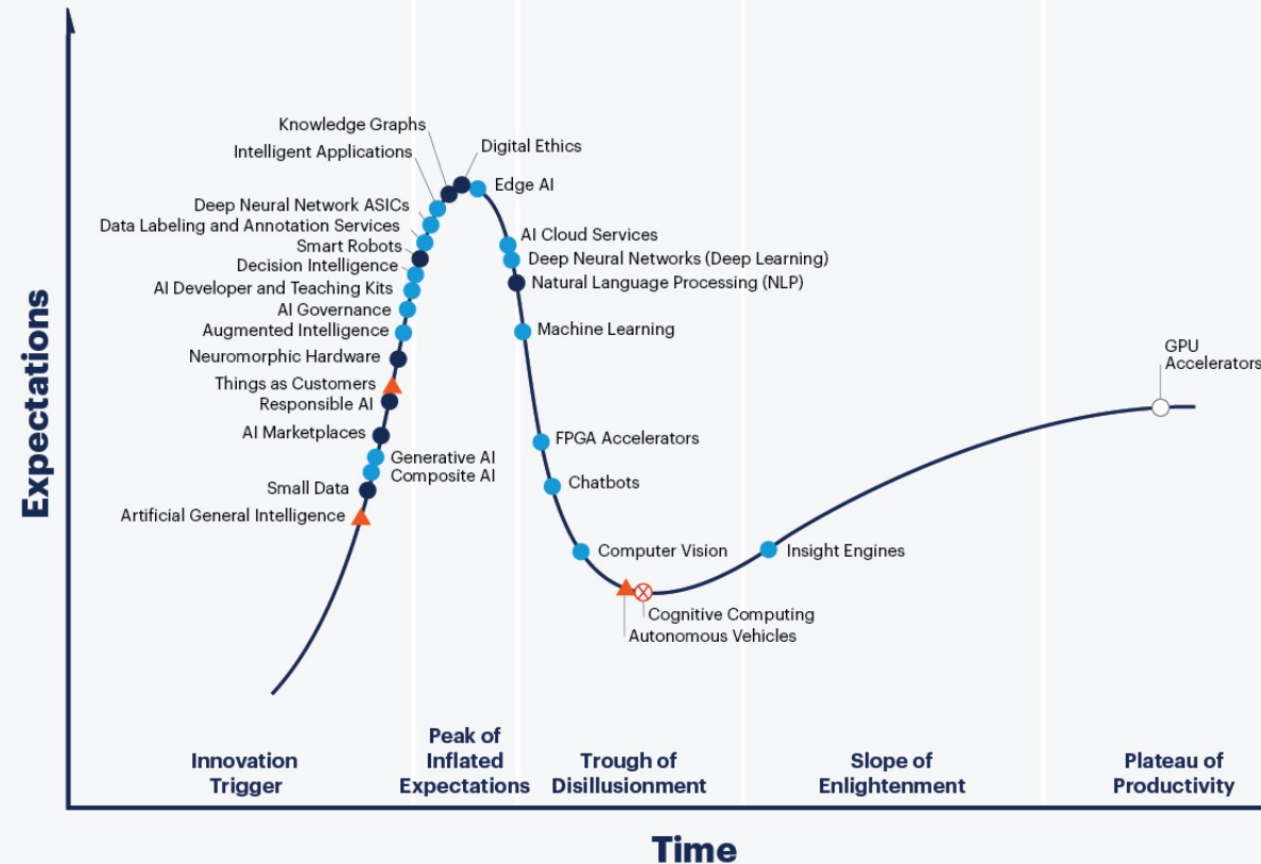 Expectations
Knowledge Graphs
Intelligent Applications
Digital Ethics
Edge AI
Deep Neural Network ASICs
Data Labeling and Annotation Services
Smart Robots
Decision Intelligence
AI Developer and Teaching Kits
AI Governance
Augmented Intelligence
Neuromorphic Hardware
Things as Customers
Responsible AI
AI Marketplaces
Generative AI
Composite AI
Small Data
Artificial General Intelligence
AI Cloud Services
Deep Neural Networks (Deep Learning)
Natural Language Processing (NLP)
Machine Learning
FPGA Accelerators
Chatbots
Computer Vision
Cognitive Computing
Autonomous Vehicles
Insight Engines
GPU
Accelerators
Innovation
Trigger
Peak of
Inflated
Expectations
Trough of
Disillusionment
Slope of
Enlightenment
Plateau of
Productivity
Time